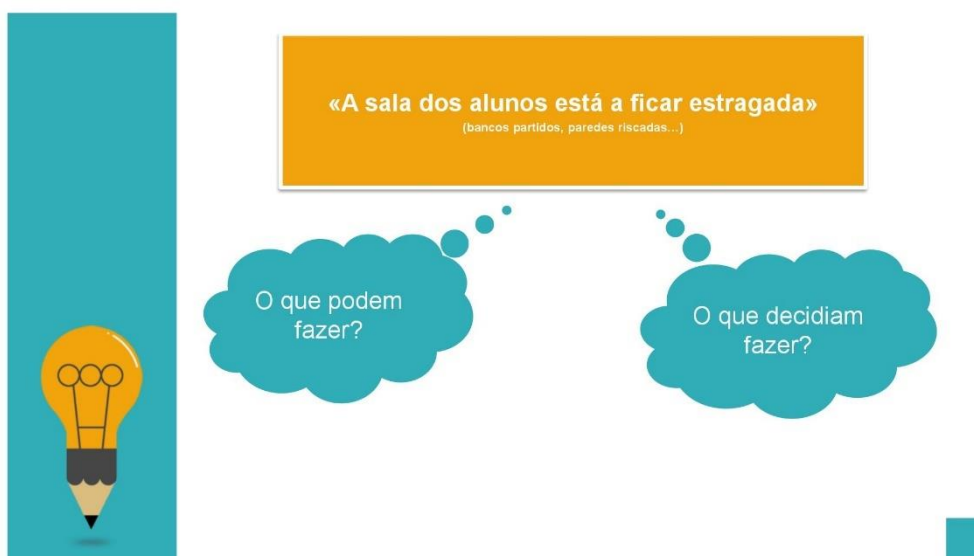 «A sala dos alunos está a ficar estragada»
(bancos partidos, paredes riscadas...)
O que podem
fazer?
O que decidiam
fazer?